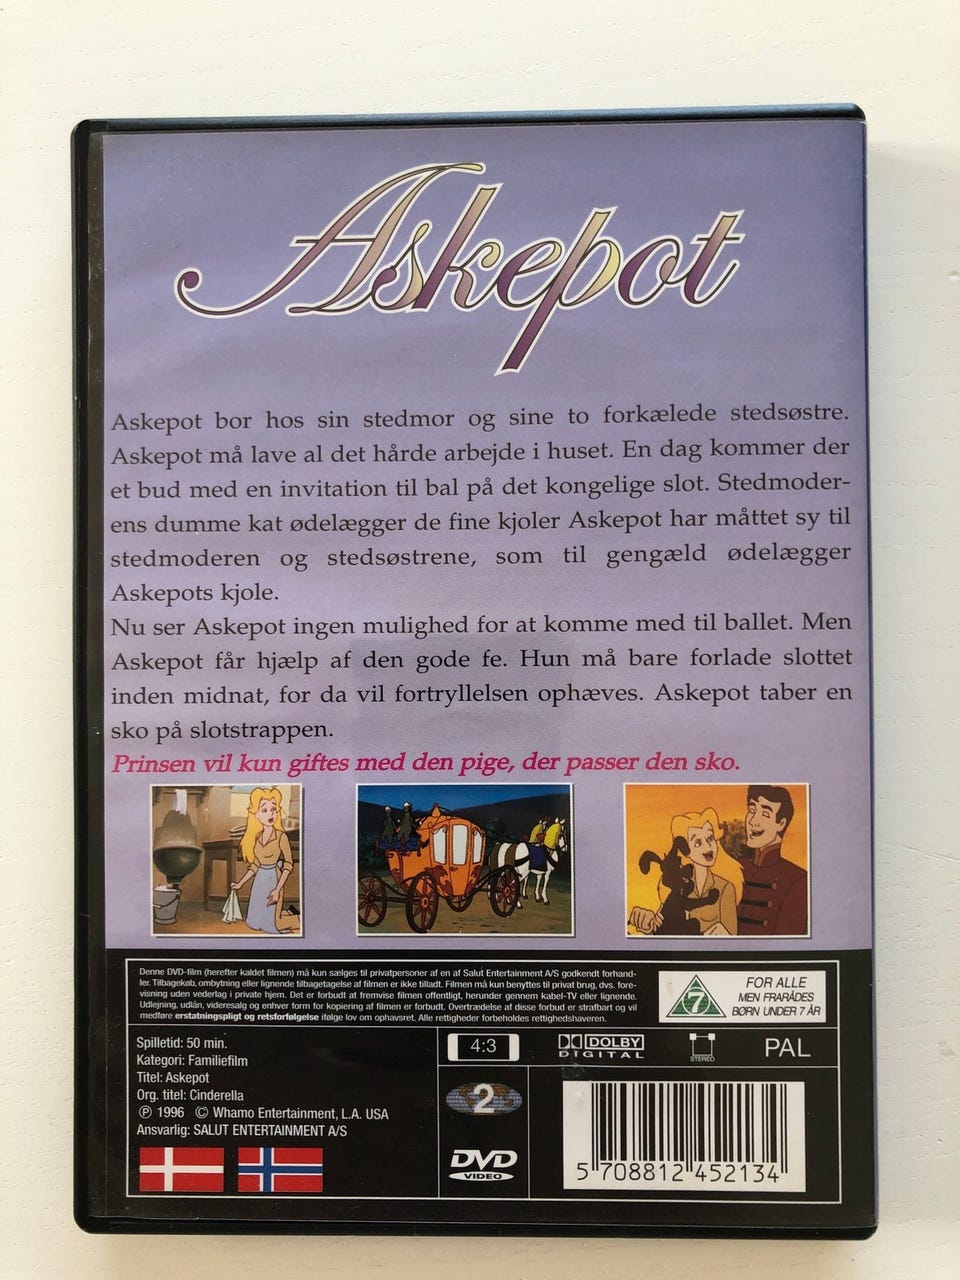 Askepot
Askepot bor hos sin stedmor og sine to forkælede stedsøstre.
Askepot må lave al det hårde arbejde i huset. En dag kommer der
et bud med en invitation til bal på det kongelige slot. Stedmoder-
ens dumme kat ødelægger de fine kjoler Askepot har måttet sy til
stedmoderen og stedsøstrene, som til gengæld ødelægger
Askepots kjole.
Nu ser Askepot ingen mulighed for at komme med til ballet. Men
Askepot får hjælp af den gode fe. Hun må bare forlade slottet
inden midnat, for da vil fortryllelsen ophæves. Askepot taber en
sko på slotstrappen.
Prinsen vil kun giftes med den pige, der passer den sko.
Denne DVD-film (herefter kaldet filmen) må kun sælges til privatpersoner af en af Salut Entertainment A/S godkendt forhand-
ler. Tilbagekøb, ombytning eller lignende tilbagetagelse af filmen er ikke tilladt. Filmen må kun benyttes til privat brug, dvs. fore-
visning uden vederlag i private hjem. Det er forbudt at fremvise filmen offentligt, herunder gennem kabel-TV eller lignende.
Udlejning, udlån, videresalg og enhver form for kopiering af filmen er forbudt. Overtrædelse af disse forbud er strafbart og vil
medføre erstatningspligt og retsforfølgelse ifølge lov om ophavsret. Alle rettigheder forbeholdes rettighedshaveren.
7
FOR ALLE
MEN FRARÅDES
BØRN UNDER 7 ÅR
Spilletid: 50 min.
Kategori: Familiefilm
Titel: Askepot
Org. titel: Cinderella
℗ 1996 © Whamo Entertainment, L.A. USA
Ansvarlig: SALUT ENTERTAINMENT A/S
4:3
DOLBY
DIGITAL
STEREO
PAL
2
DVD
VIDEO
5 708812 452134